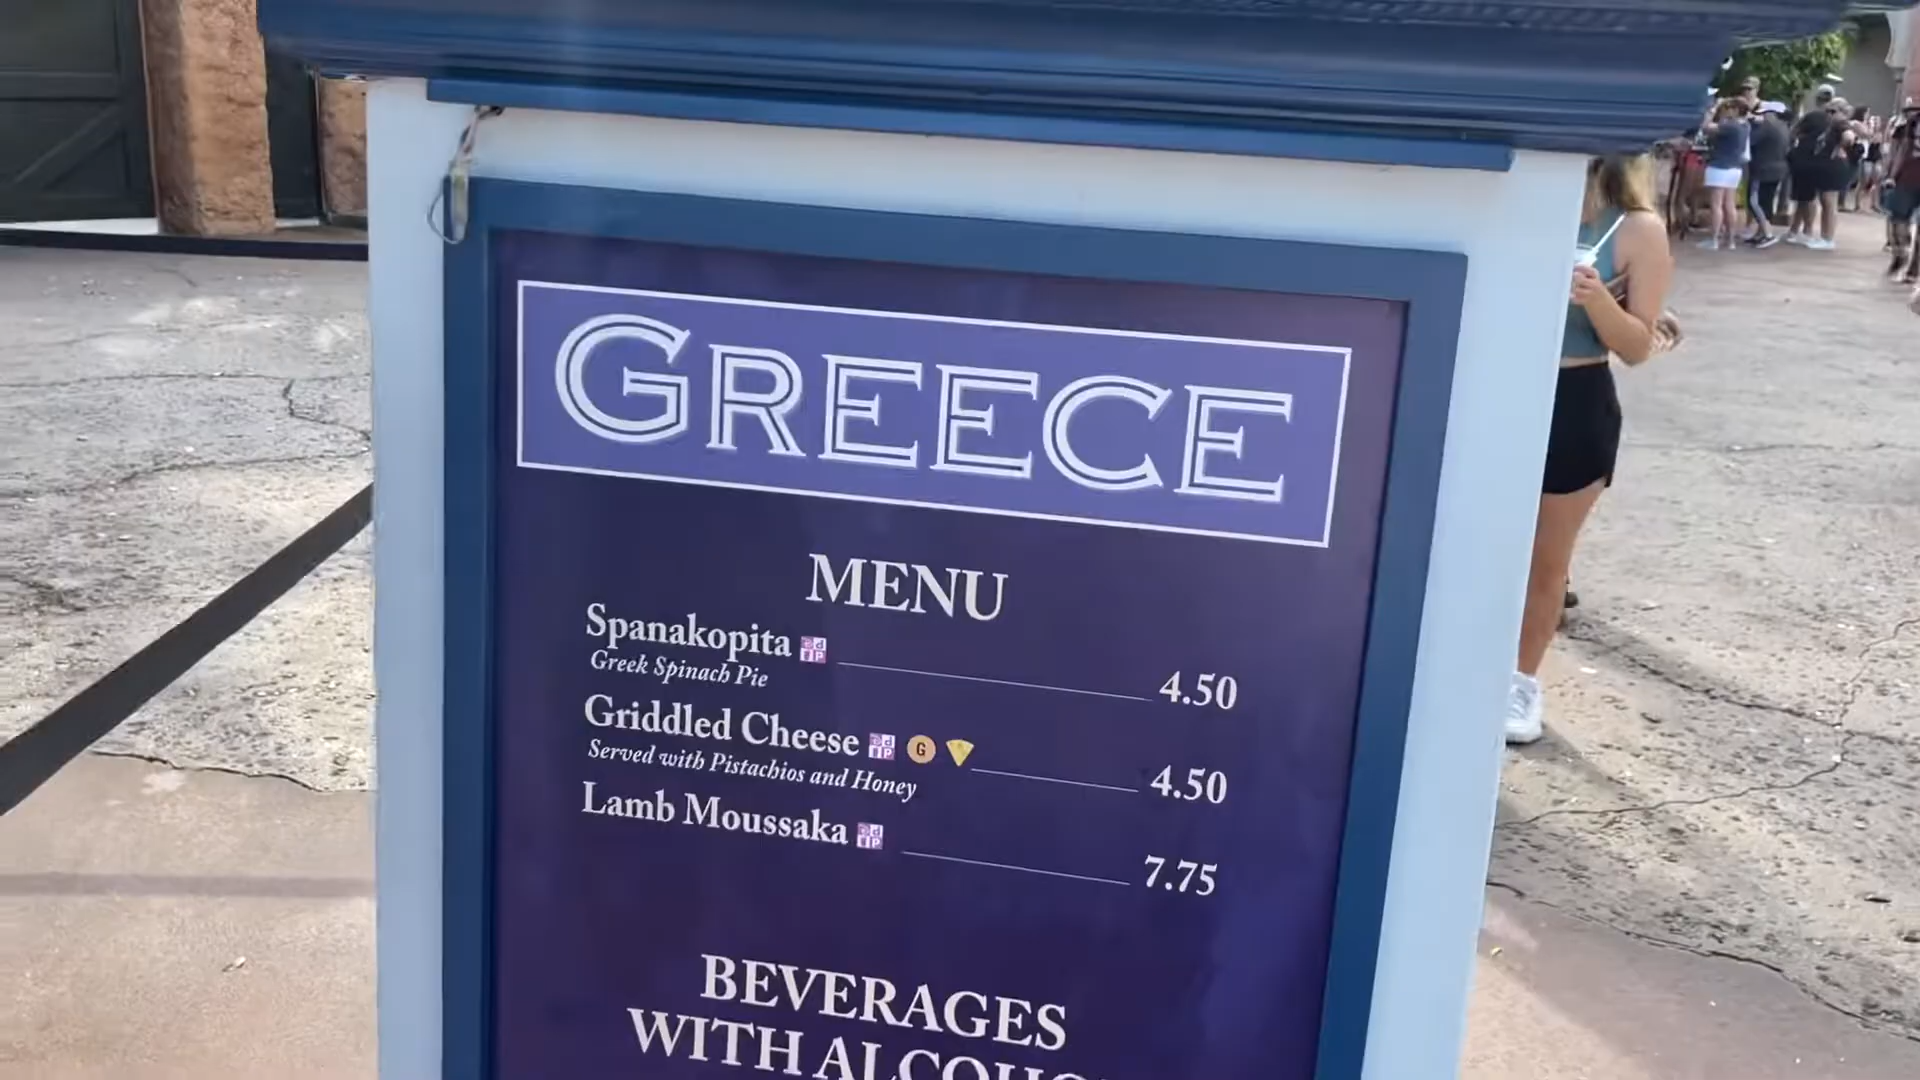 GREECE
MENU
Spanakopita 4.50
Greek Spinach Pie
Griddled Cheese G 4.50
Served with Pistachios and Honey
Lamb Moussaka 7.75
BEVERAGES
WITH